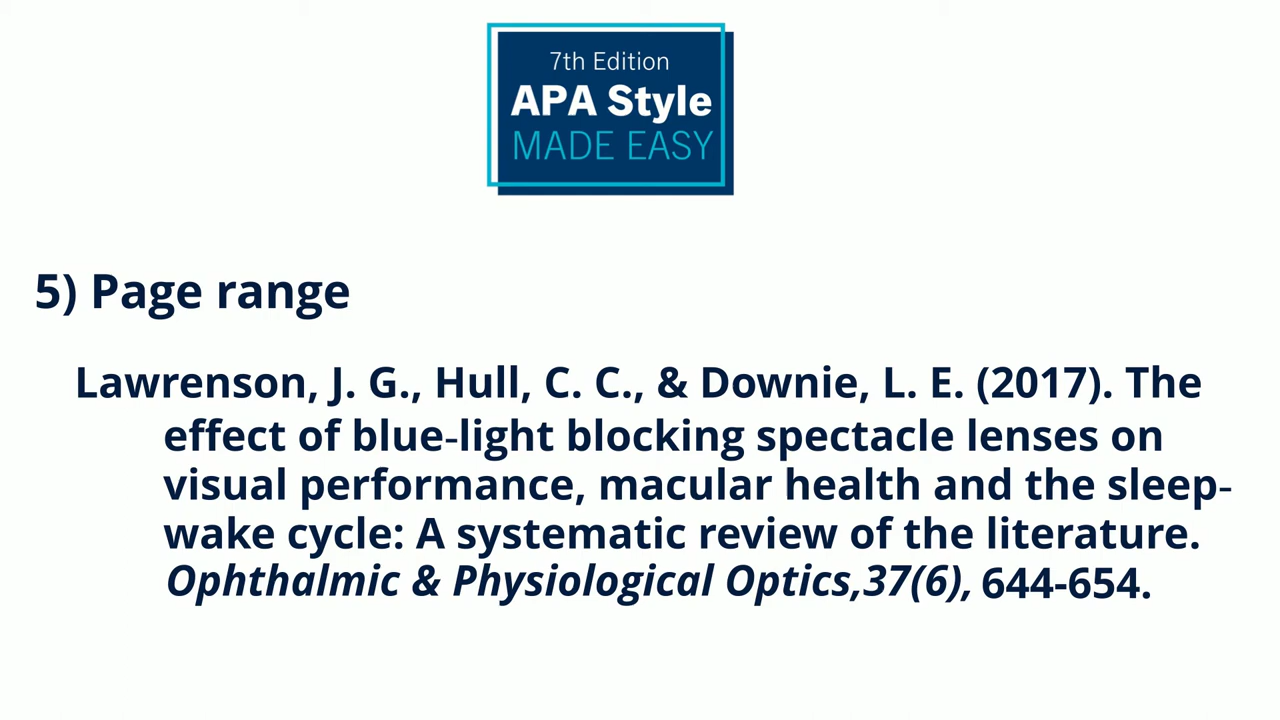 7th Edition
APA Style
MADE EASY
5) Page range
Lawrenson, J. G., Hull, C. C., & Downie, L. E. (2017). The
effect of blue-light blocking spectacle lenses on
visual performance, macular health and the sleep-
wake cycle: A systematic review of the literature.
Ophthalmic & Physiological Optics,37(6), 644-654.